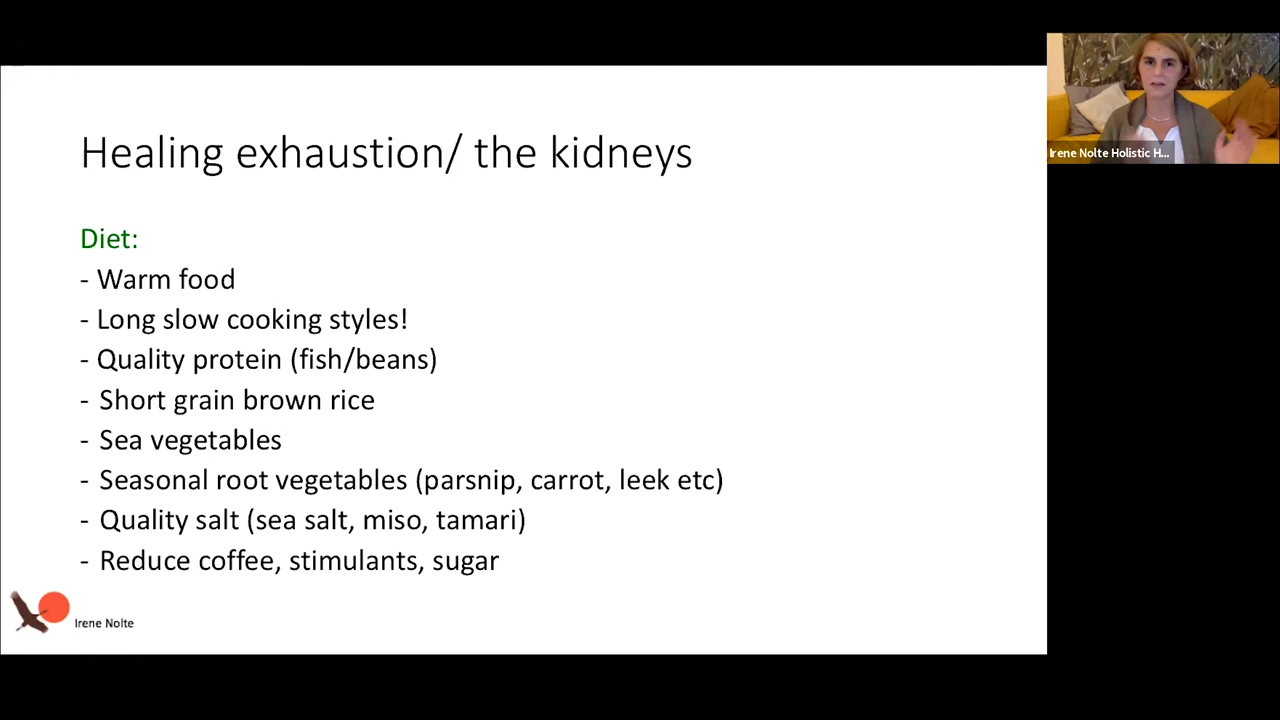 Healing exhaustion/ the kidneys
Diet:
- Warm food
- Long slow cooking styles!
- Quality protein (fish/beans)
- Short grain brown rice
- Sea vegetables
- Seasonal root vegetables (parsnip, carrot, leek etc)
- Quality salt (sea salt, miso, tamari)
- Reduce coffee, stimulants, sugar
Irene Nolte
Irene Nolte Holistic H...